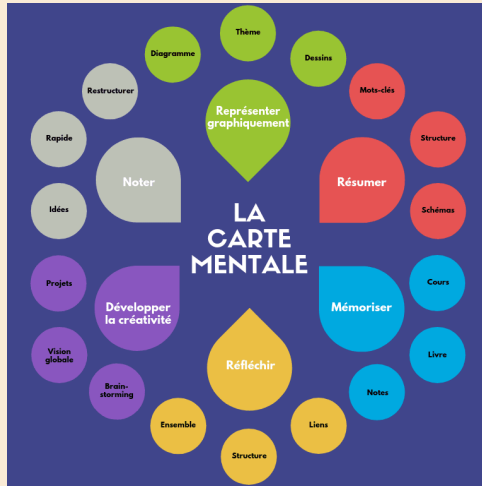 Thème
Diagramme
Dessins
Restructurer
Mots-clés
Représenter
graphiquement
Rapide
Structure
Noter
Résumer
Idées
Schémas
LA
CARTE
MENTALE
Projets
Cours
Développer
la créativité
Mémoriser
Vision
globale
Livre
Réfléchir
Brain-
storming
Notes
Ensemble
Liens
Structure